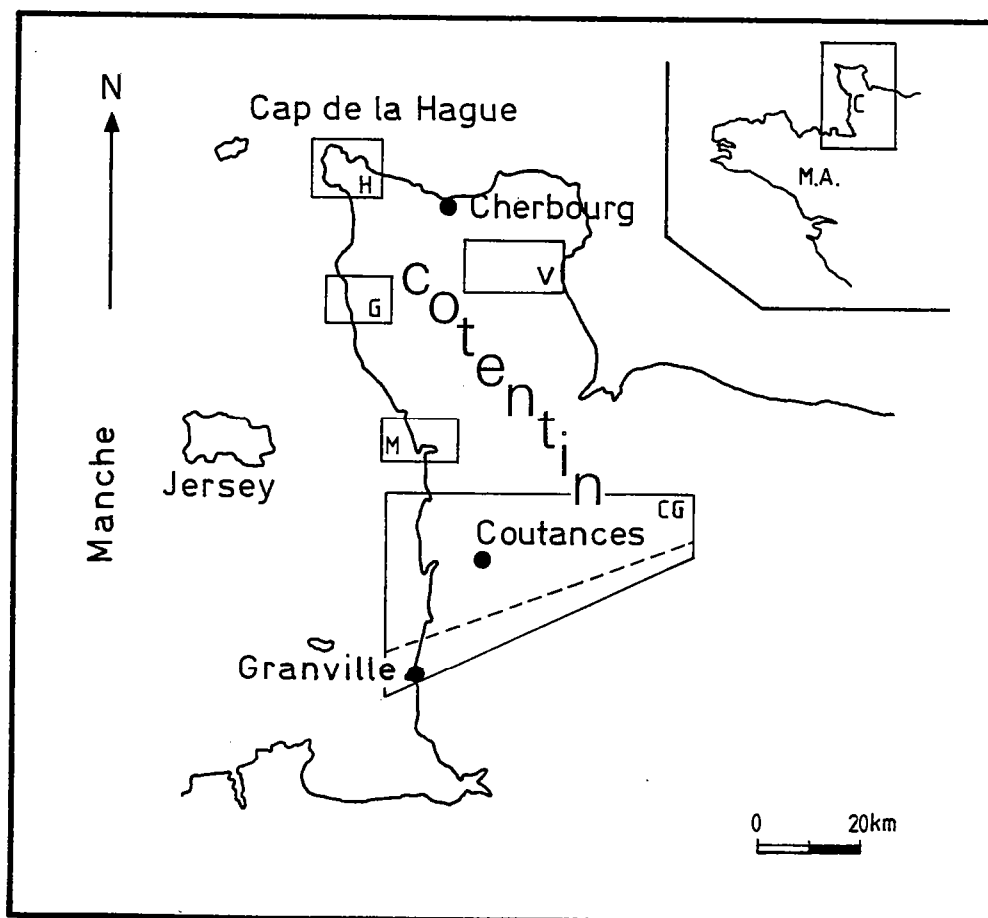 N
Cap de la Hague
H
Cherbourg
C
M.A.
V
G
Cotentin
Manche
M
Jersey
CG
Coutances
Granville
0 20km